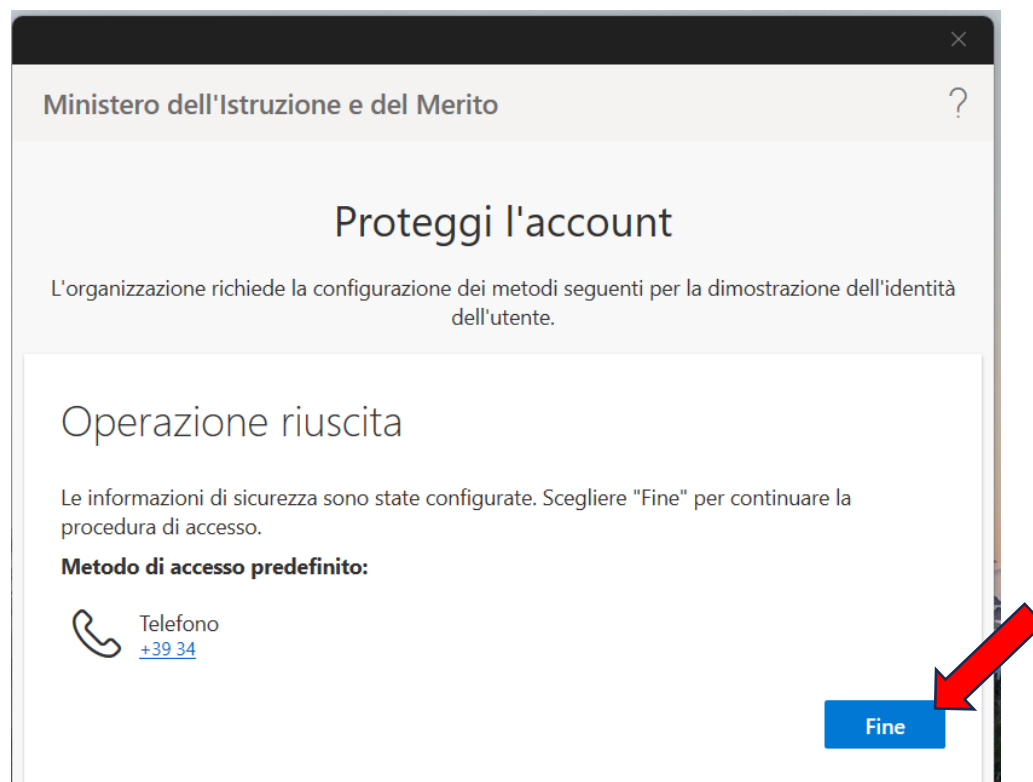 Ministero dell'Istruzione e del Merito
?
Proteggi l'account
L'organizzazione richiede la configurazione dei metodi seguenti per la dimostrazione dell'identità
dell'utente.
Operazione riuscita
Le informazioni di sicurezza sono state configurate. Scegliere "Fine" per continuare la
procedura di accesso.
Metodo di accesso predefinito:
Telefono
+39 34
Fine